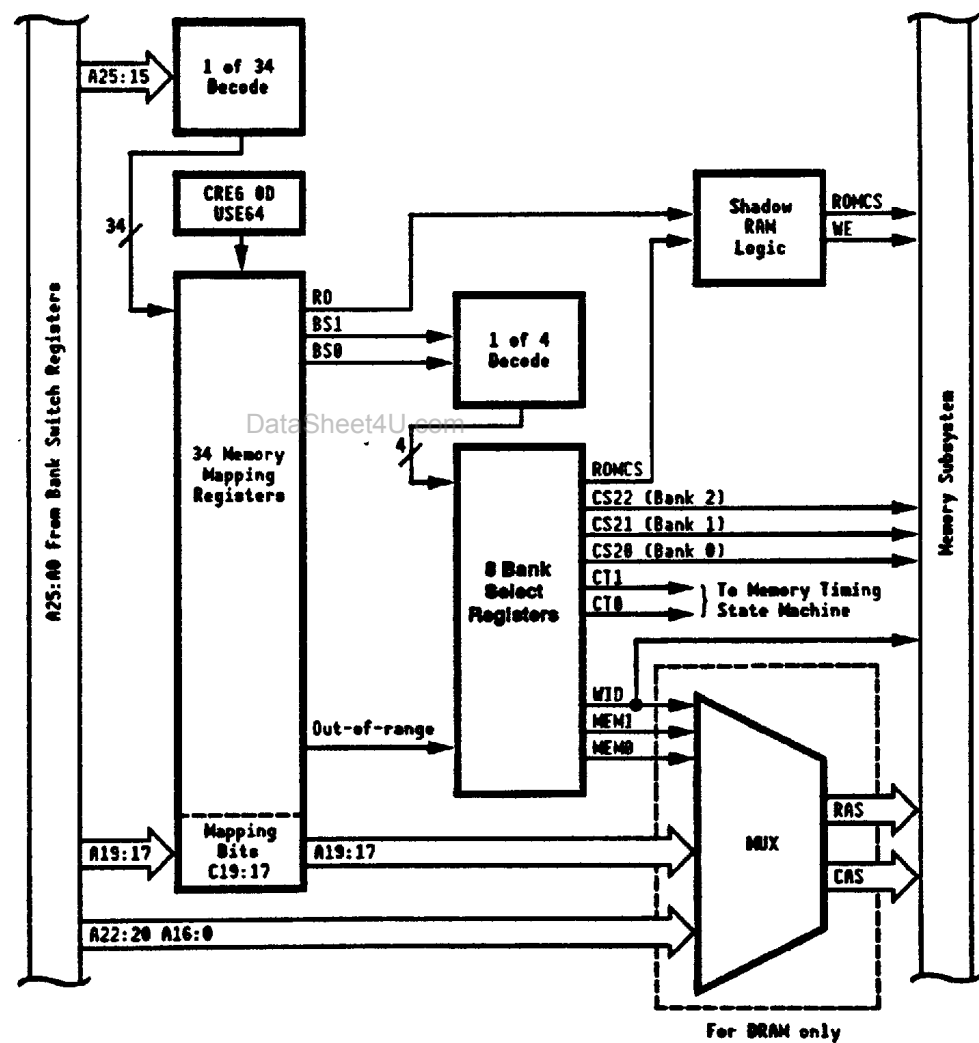 A25:15
1 of 34
Decode
CREG 0D
USE64
34
A25:A0 From Bank Switch Registers
RO
BS1
BS0
1 of 4
Decode
Shadow
RAM
Logic
ROMCS
WE
Memory Subsystem
DataSheet4U.com
4
34 Memory
Mapping
Registers
8 Bank
Select
Registers
ROMCS
CS22 (Bank 2)
CS21 (Bank 1)
CS20 (Bank 0)
CT1
CT0
To Memory Timing
State Machine
WID
MEM1
MEM0
Out-of-range
MUX
RAS
CAS
A19:17
Mapping
Bits
C19:17
A19:17
A22:20 A16:0
For DRAM only